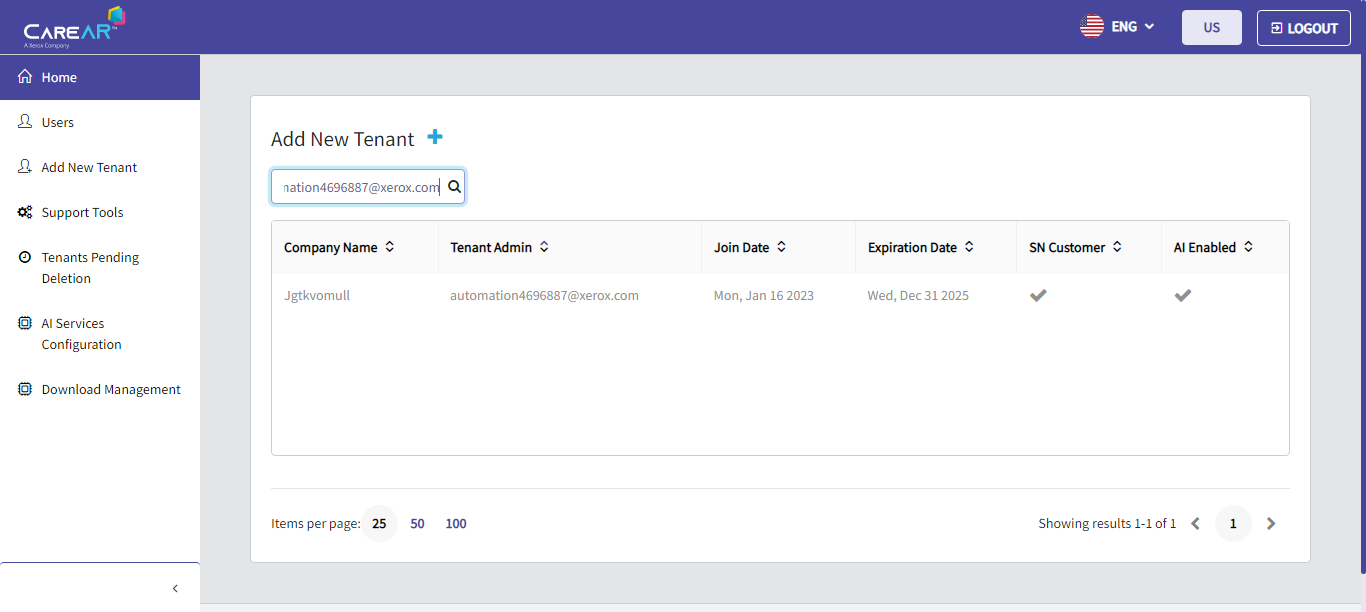 CAREAR™
A Xerox Company
ENG
US
LOGOUT
Home
Users
Add New Tenant
Support Tools
Tenants Pending
Deletion
AI Services
Configuration
Download Management
Add New Tenant
nation4696887@xerox.com
Company Name Tenant Admin Join Date Expiration Date SN Customer AI Enabled
Jgtkvomull automation4696887@xerox.com Mon, Jan 16 2023 Wed, Dec 31 2025
Items per page: 25 50 100
Showing results 1-1 of 1 1